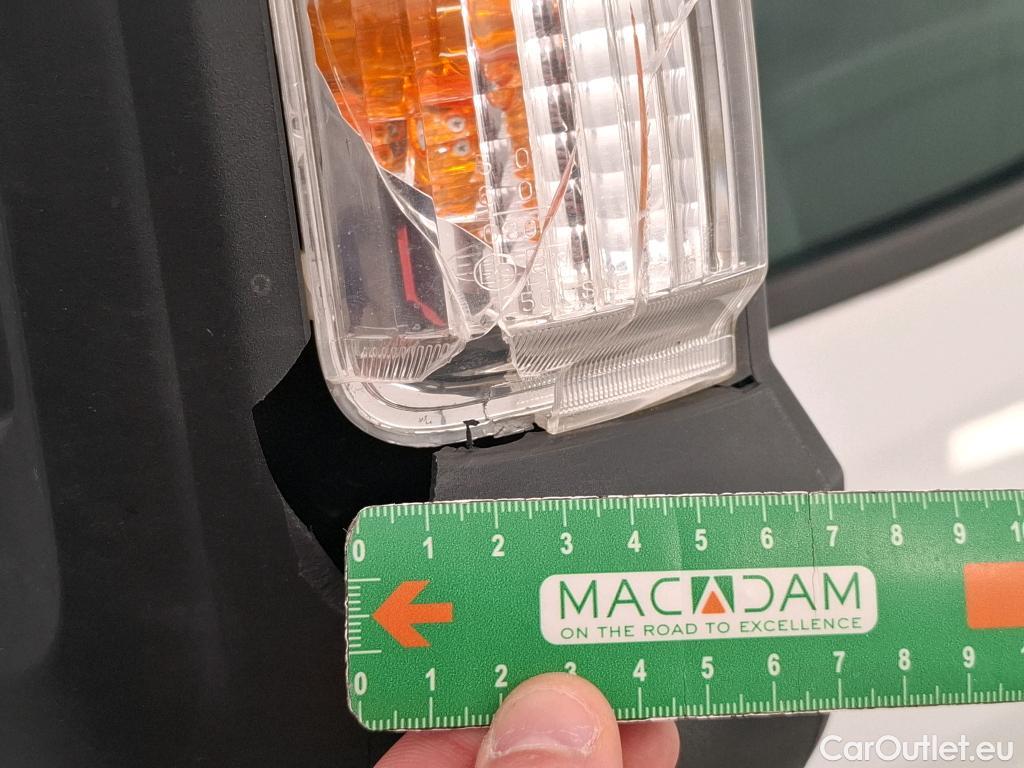 0 1 2 3 4 5 6 7 8 9 10
MACADAM
ON THE ROAD TO EXCELLENCE
0 1 2 3 4 5 6 7 8 9
CarOutlet.eu